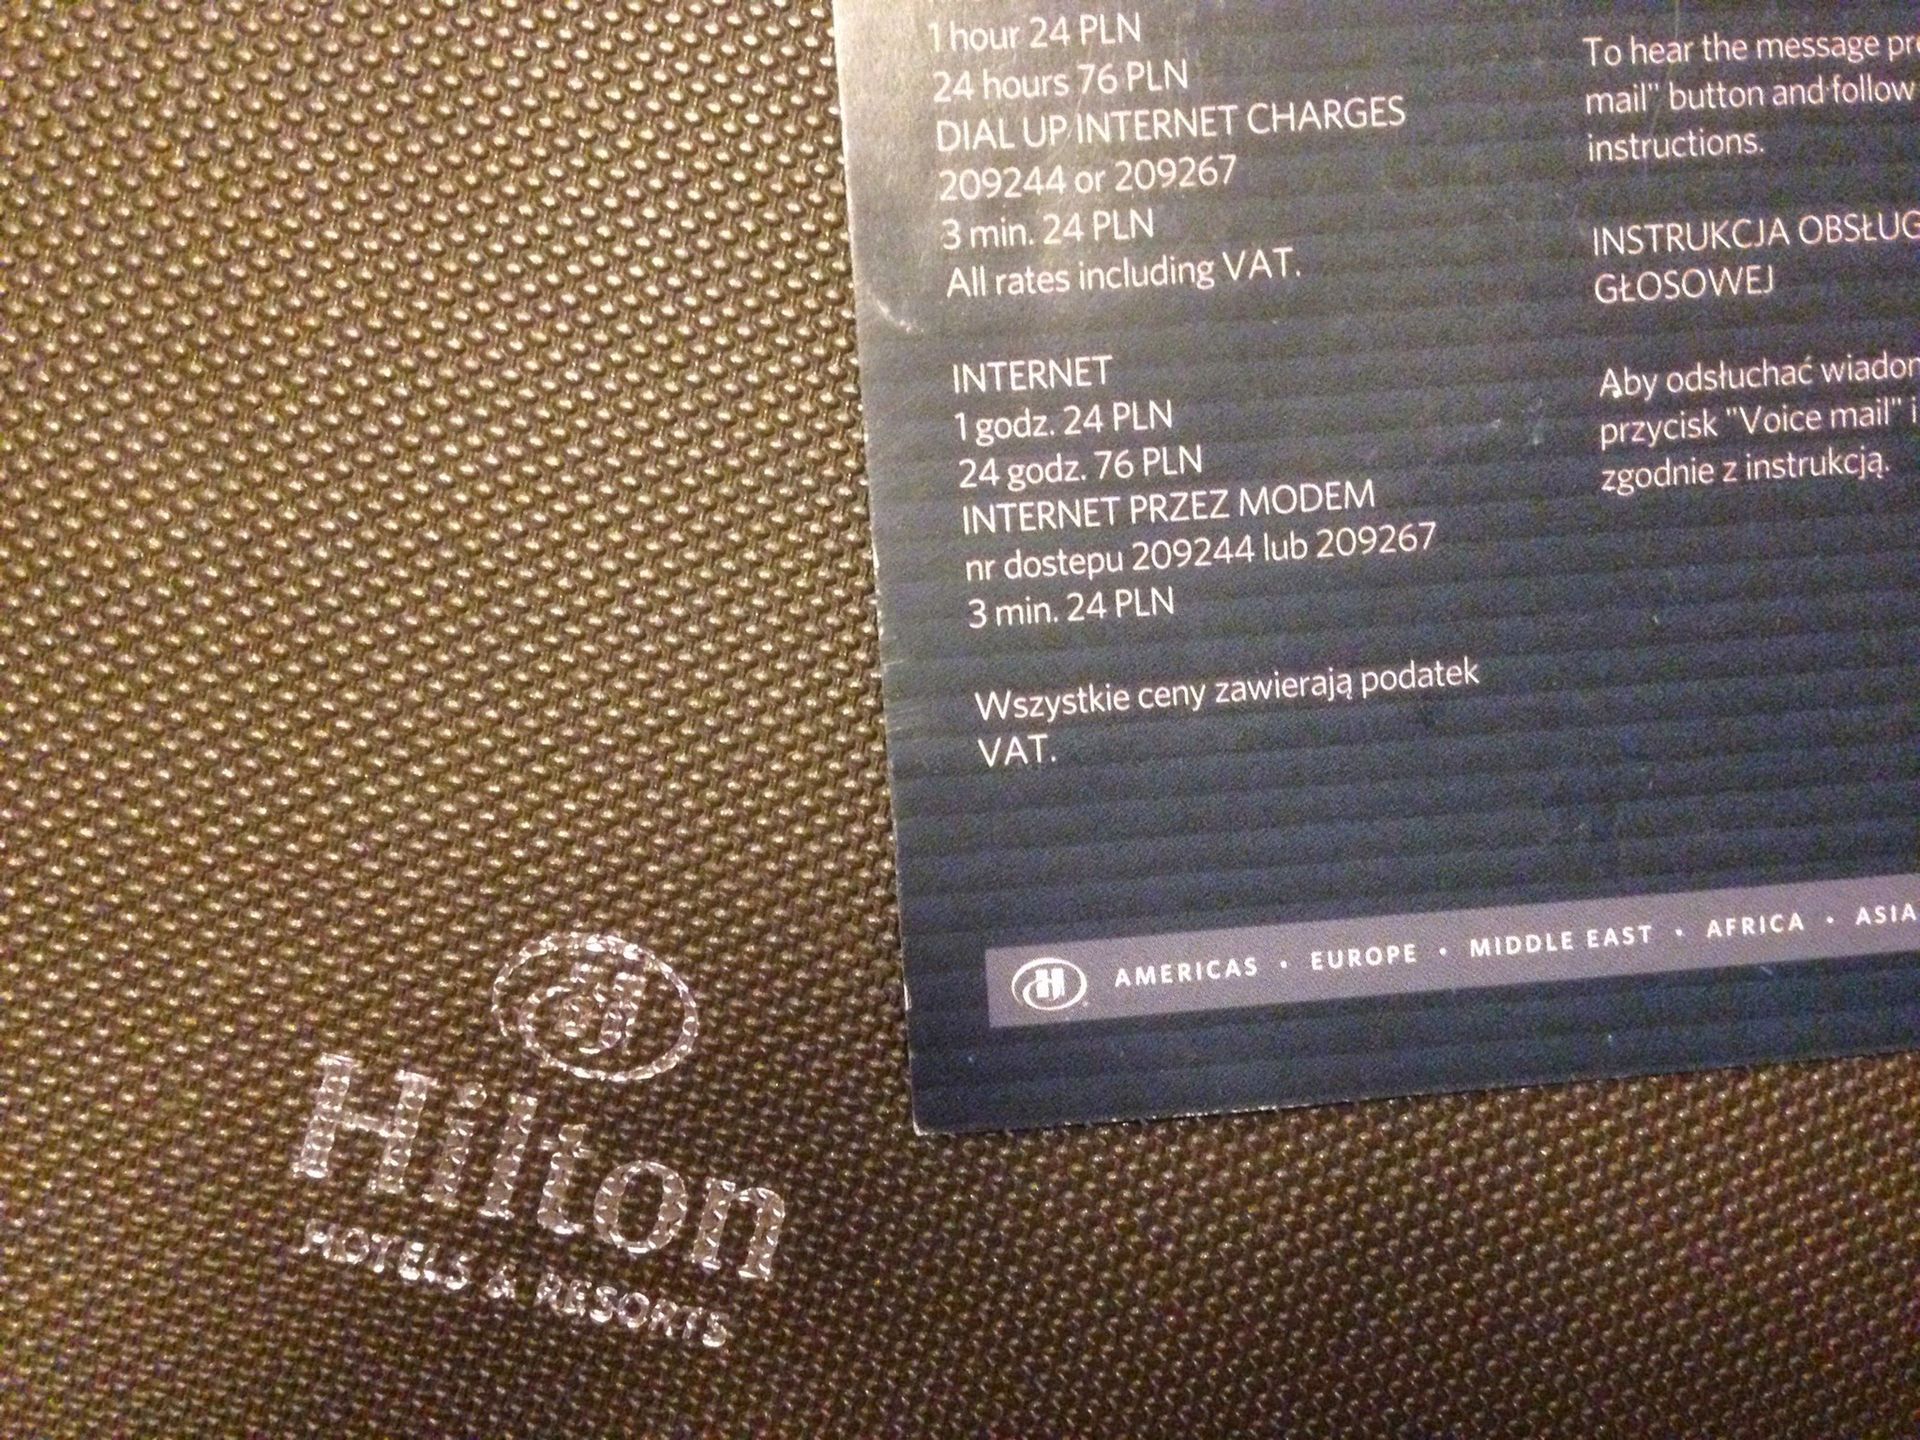 1 hour 24 PLN
24 hours 76 PLN
DIAL UP INTERNET CHARGES
209244 or 209267
3 min. 24 PLN
All rates including VAT.
INTERNET
1 godz. 24 PLN
24 godz. 76 PLN
INTERNET PRZEZ MODEM
nr dostepu 209244 lub 209267
3 min. 24 PLN
Wszystkie ceny zawierają podatek
VAT.
To hear the message
mail" button and follow
instructions.
INSTRUKCJA
GŁOSOWEJ
Aby odsłuchać
przycisk "Voice mail" i
zgodnie z instrukcją.
AMERICAS • EUROPE • MIDDLE EAST • AFRICA • ASIA
Hilton
HOTELS & RESORTS